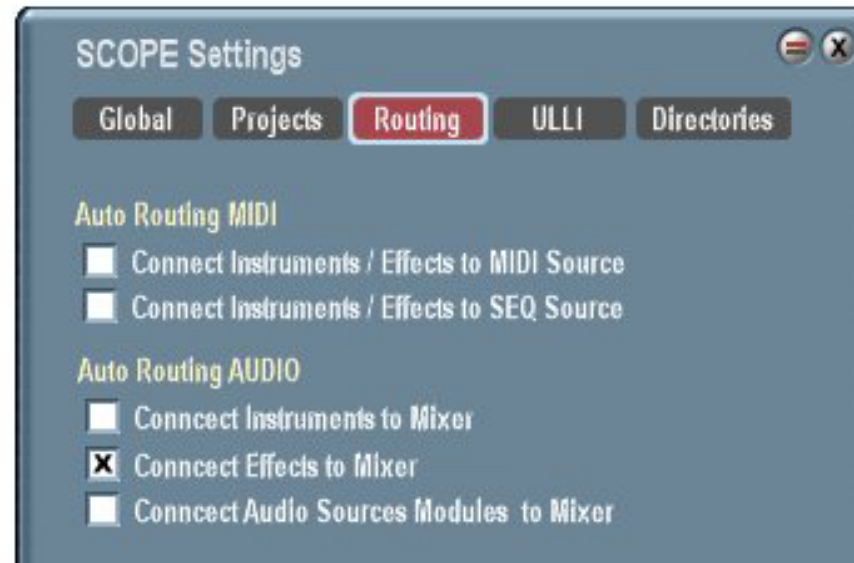 SCOPE Settings
Global Projects Routing ULLI Directories
Auto Routing MIDI
Connect Instruments / Effects to MIDI Source
Connect Instruments / Effects to SEQ Source
Auto Routing AUDIO
Conncect Instruments to Mixer
Conncect Effects to Mixer
Conncect Audio Sources Modules to Mixer